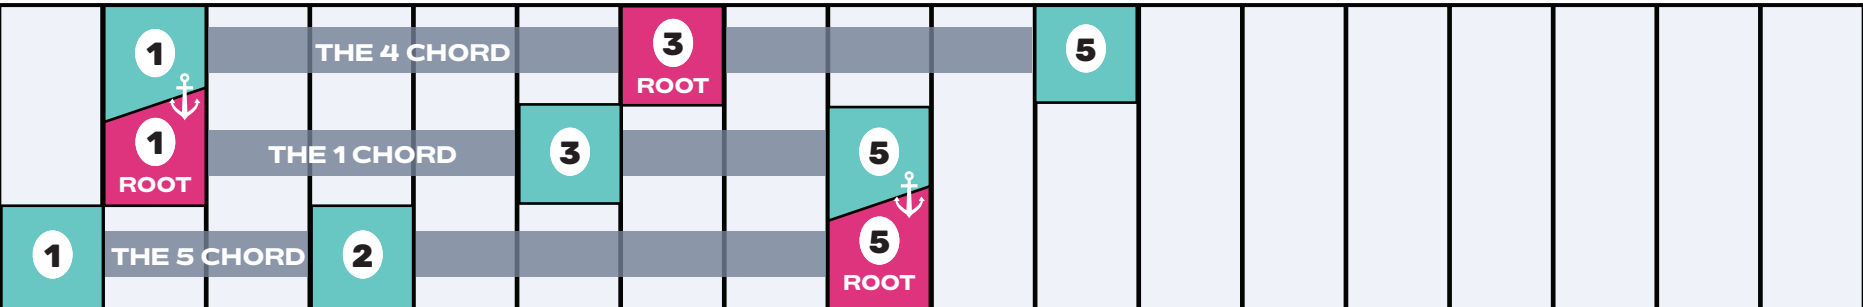 1 THE 4 CHORD 3 5
ROOT
1 THE 1 CHORD 3 5
ROOT
1 THE 5 CHORD 2 5
ROOT